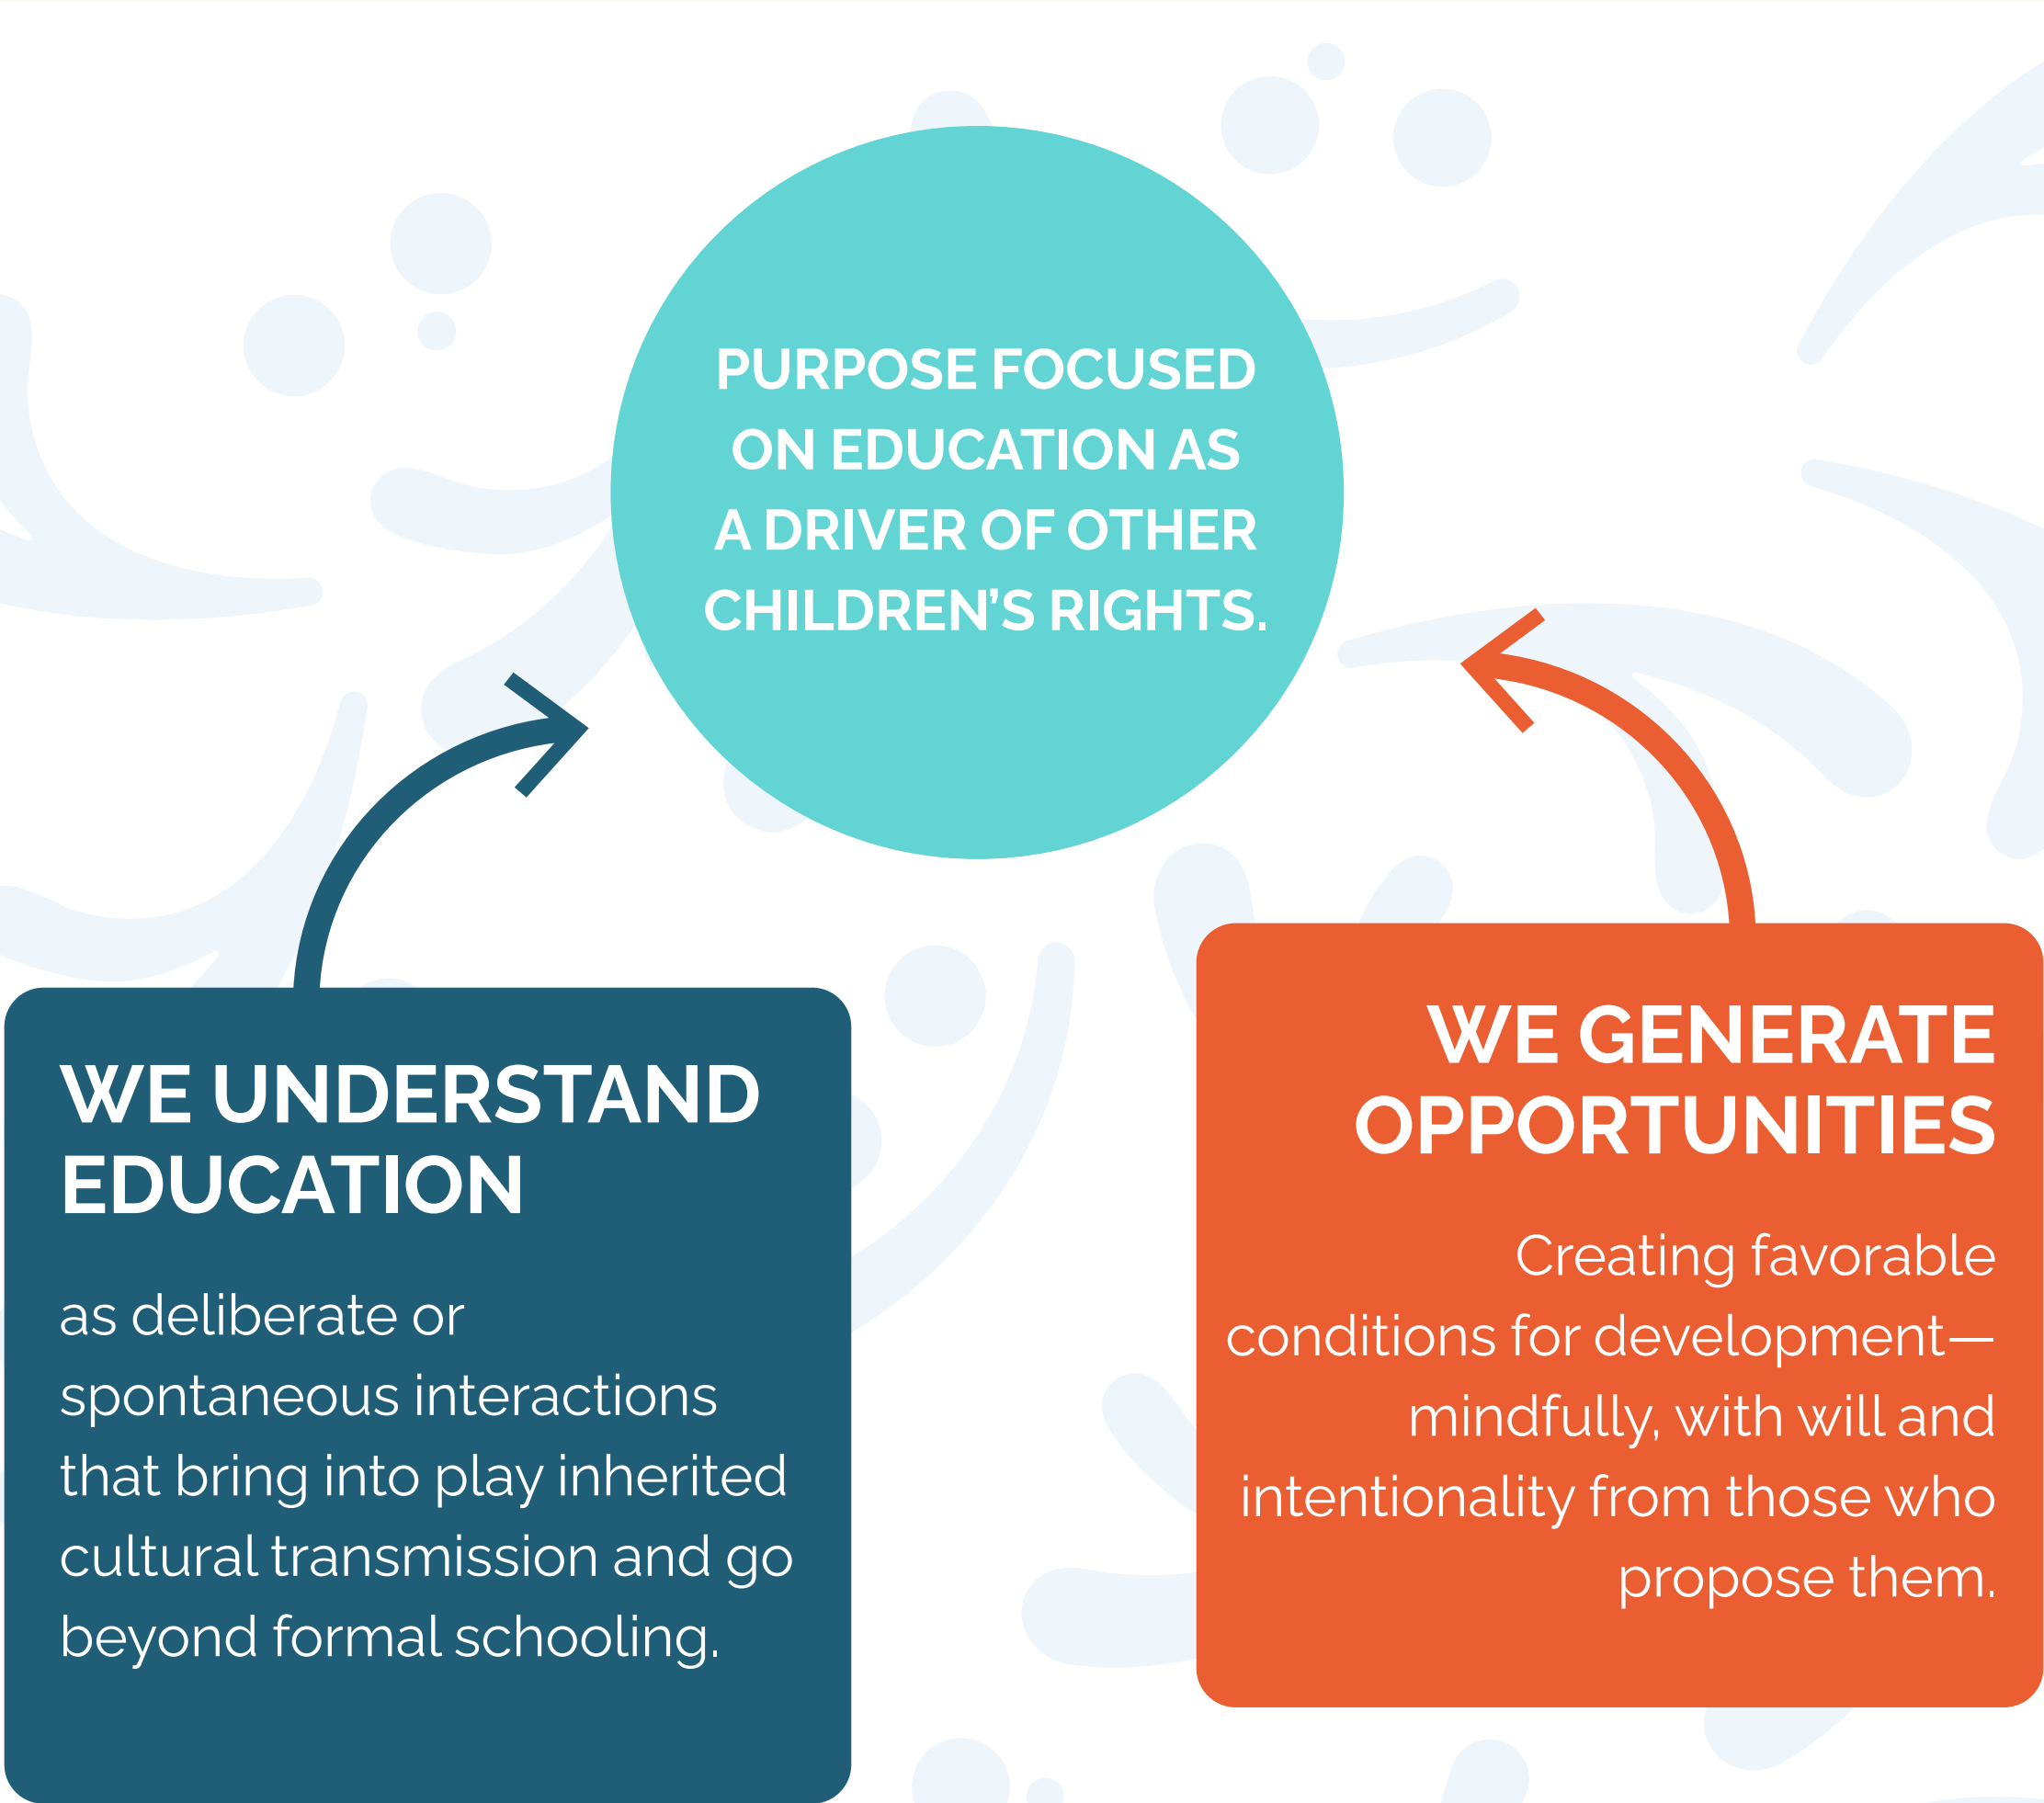 PURPOSE FOCUSED
ON EDUCATION AS
A DRIVER OF OTHER
CHILDREN'S RIGHTS.
WE UNDERSTAND
EDUCATION
as deliberate or
spontaneous interactions
that bring into play inherited
cultural transmission and go
beyond formal schooling.
WE GENERATE
OPPORTUNITIES
Creating favorable
conditions for development—
mindfully, with will and
intentionality from those who
propose them.